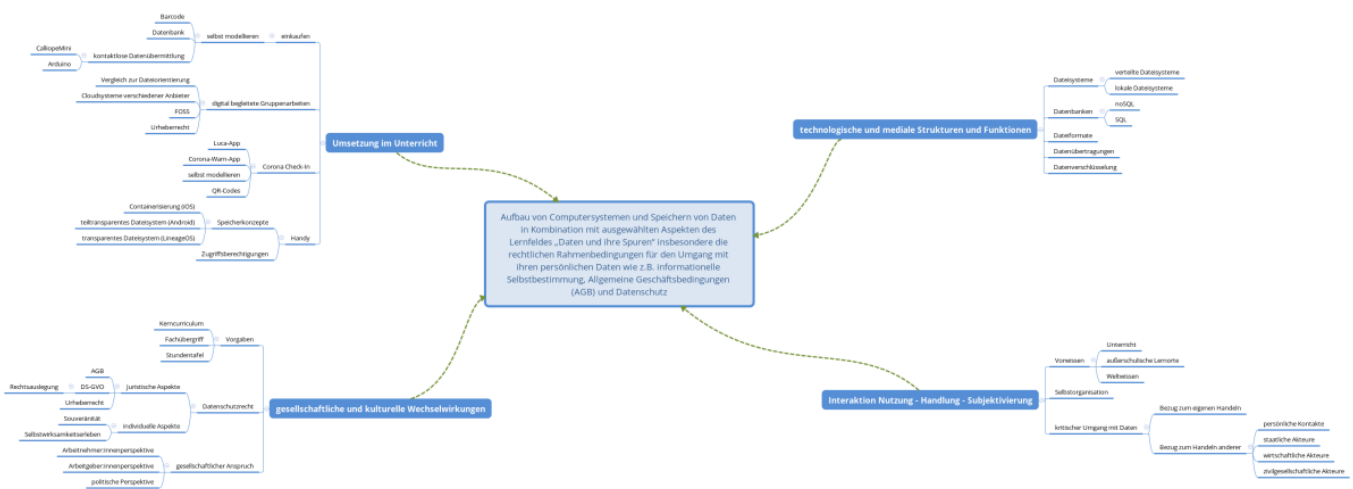 Barcode
Datenbank
selbst modellieren
einkaufen
CalliopeMini
kontaktlose Datenübermittlung
Arduino
Vergleich zur Dateiorientierung
Cloudsysteme verschiedener Anbieter
digital begleitete Gruppenarbeiten
FOSS
Urheberrecht
Umsetzung im Unterricht
Luca-App
Corona-Warn-App
Corona Check-In
selbst modellieren
QR-Codes
Containerisierung (iOS)
teiltransparentes Dateisystem (Android)
Speicherkonzepte
transparentes Dateisystem (LineageOS)
Handy
Zugriffsberechtigungen
technologische und mediale Strukturen und Funktionen
Dateisysteme
verteilte Dateisysteme
lokale Dateisysteme
Datenbanken
noSQL
SQL
Dateiformate
Datenübertragungen
Datenverschlüsselung
Aufbau von Computersystemen und Speichern von Daten
in Kombination mit ausgewählten Aspekten des
Lernfeldes „Daten und ihre Spuren“ insbesondere die
rechtlichen Rahmenbedingungen für den Umgang mit
ihren persönlichen Daten wie z.B. informationelle
Selbstbestimmung, Allgemeine Geschäftsbedingungen
(AGB) und Datenschutz
Kerncurriculum
Fachübergriff
Vorgaben
Stundentafel
AGB
Rechtsauslegung
DS-GVO
Juristische Aspekte
Urheberrecht
Datenschutzrecht
Souveränität
individuelle Aspekte
Selbstwirksamkeitserleben
Arbeitnehmer:innenperspektive
Arbeitgeber:innenperspektive
gesellschaftlicher Anspruch
politische Perspektive
gesellschaftliche und kulturelle Wechselwirkungen
Interaktion Nutzung - Handlung - Subjektivierung
Vorwissen
Unterricht
außerschulische Lernorte
Weltwissen
Selbstorganisation
kritischer Umgang mit Daten
Bezug zum eigenen Handeln
Bezug zum Handeln anderer
persönliche Kontakte
staatliche Akteure
wirtschaftliche Akteure
zivilgesellschaftliche Akteure